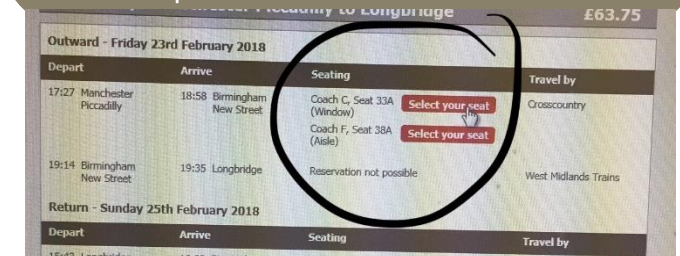 Piccadilly to Longbridge £63.75
Outward - Friday 23rd February 2018
Depart Arrive Seating Travel by
17:27 Manchester Piccadilly 18:58 Birmingham New Street Coach C, Seat 33A (Window) Select your seat Crosscountry
Coach F, Seat 38A (Aisle) Select your seat
19:14 Birmingham New Street 19:35 Longbridge Reservation not possible West Midlands Trains
Return - Sunday 25th February 2018
Depart Arrive Seating Travel by